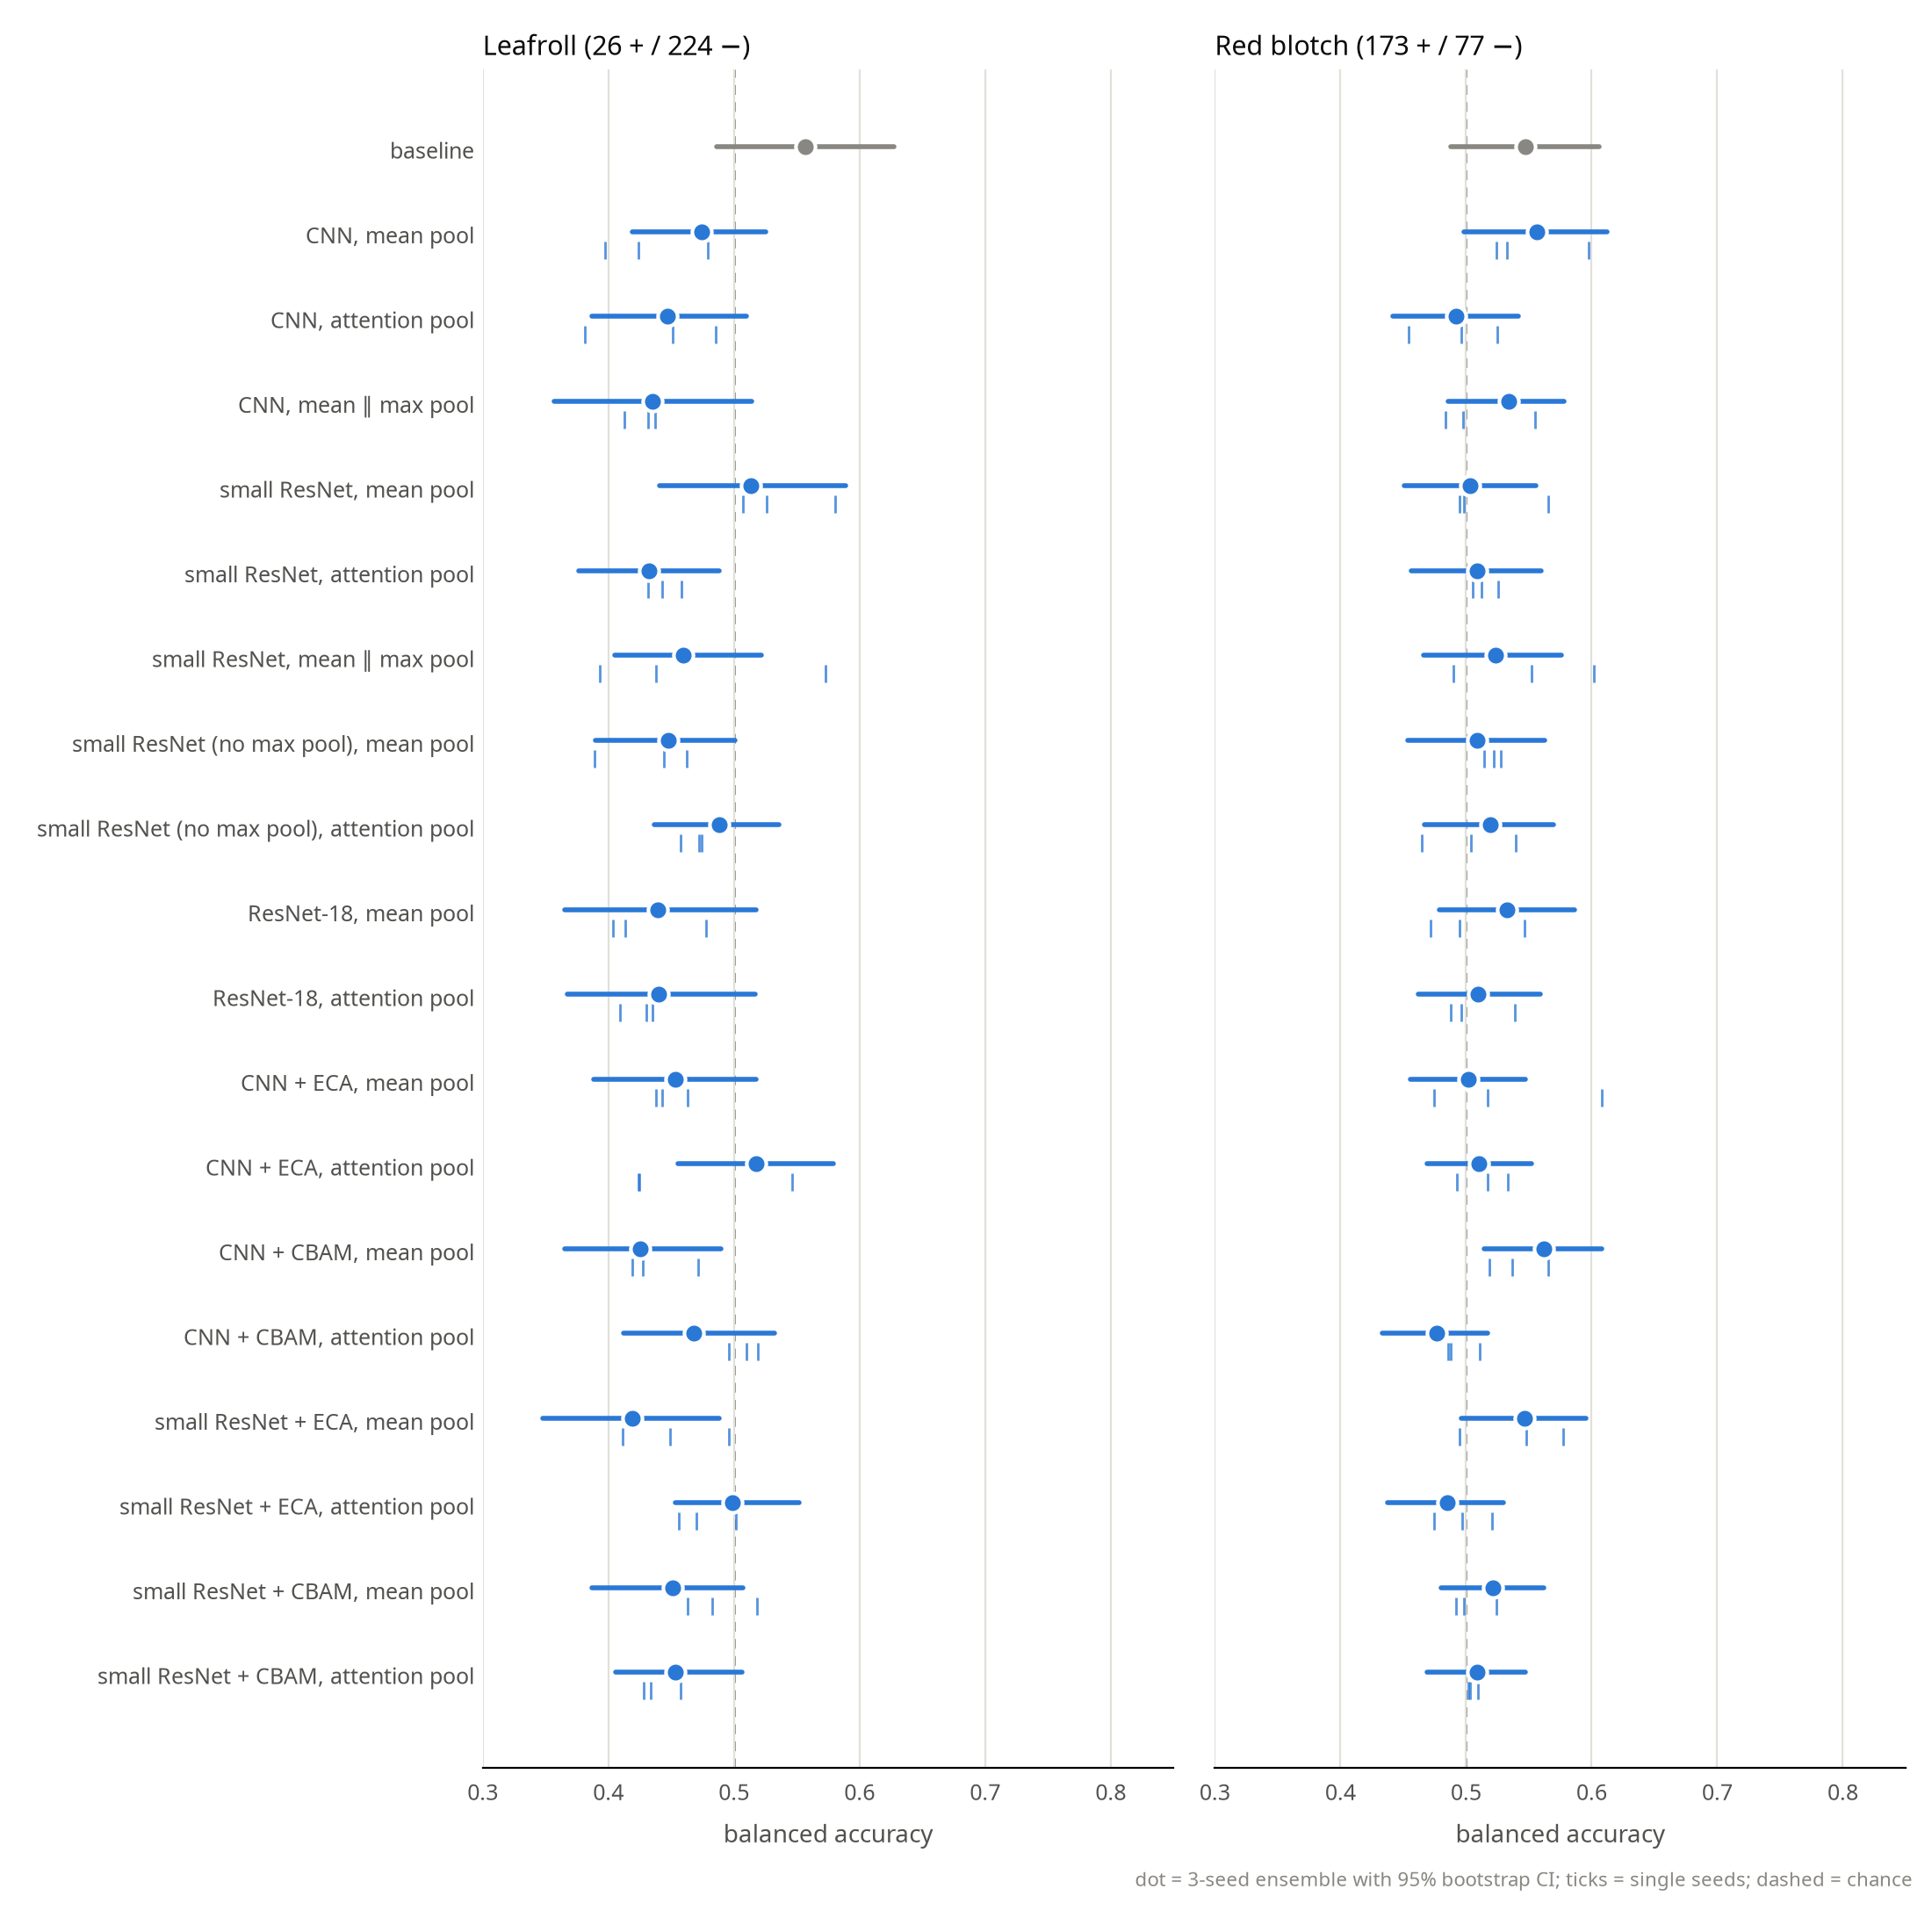 Leafroll (26 + / 224 −)
Red blotch (173 + / 77 −)
baseline
CNN, mean pool
CNN, attention pool
CNN, mean ∥ max pool
small ResNet, mean pool
small ResNet, attention pool
small ResNet, mean ∥ max pool
small ResNet (no max pool), mean pool
small ResNet (no max pool), attention pool
ResNet-18, mean pool
ResNet-18, attention pool
CNN + ECA, mean pool
CNN + ECA, attention pool
CNN + CBAM, mean pool
CNN + CBAM, attention pool
small ResNet + ECA, mean pool
small ResNet + ECA, attention pool
small ResNet + CBAM, mean pool
small ResNet + CBAM, attention pool
0.3 0.4 0.5 0.6 0.7 0.8
0.3 0.4 0.5 0.6 0.7 0.8
balanced accuracy
balanced accuracy
dot = 3-seed ensemble with 95% bootstrap CI; ticks = single seeds; dashed = chance